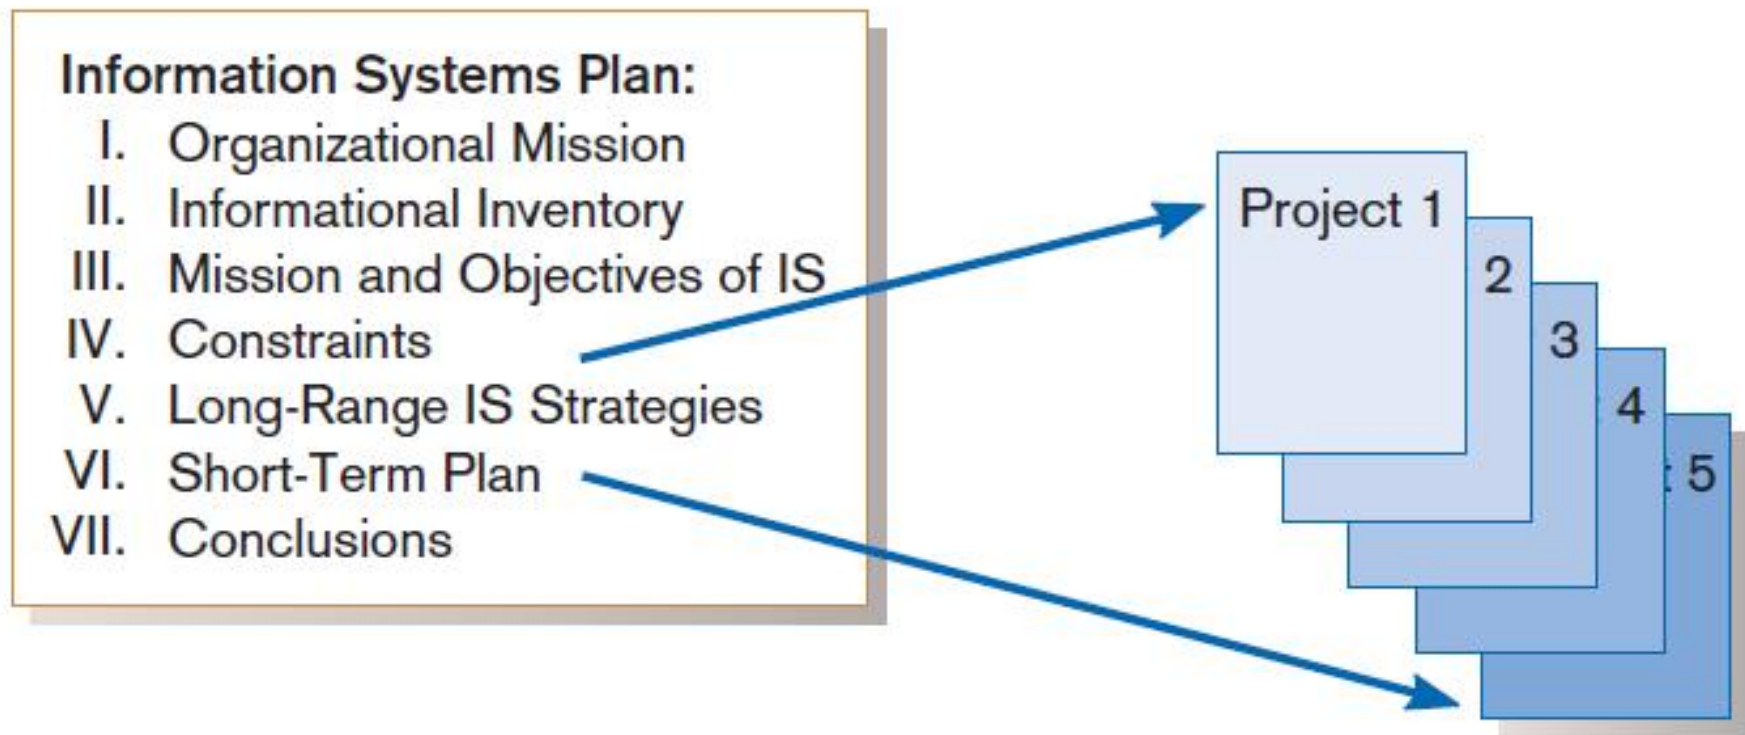 Information Systems Plan:
I. Organizational Mission
II. Informational Inventory
III. Mission and Objectives of IS
IV. Constraints
V. Long-Range IS Strategies
VI. Short-Term Plan
VII. Conclusions
Project 1
2
3
4
5